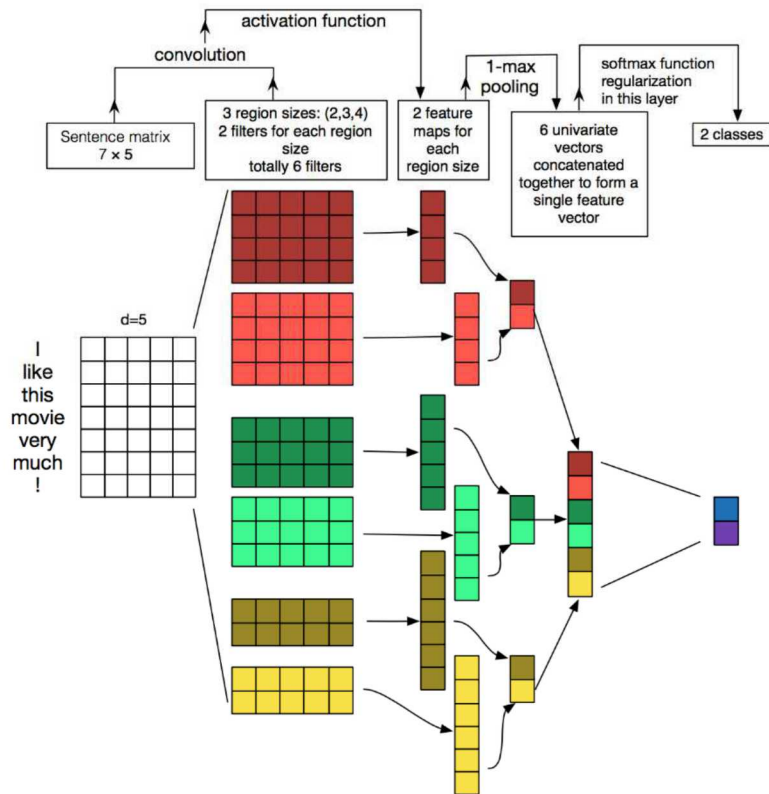 activation function
convolution
1-max
pooling
softmax function
regularization
in this layer
Sentence matrix
7 × 5
3 region sizes: (2,3,4)
2 filters for each region
size
totally 6 filters
2 feature
maps for
each
region size
6 univariate
vectors
concatenated
together to form a
single feature
vector
2 classes
d=5
I
like
this
movie
very
much
!